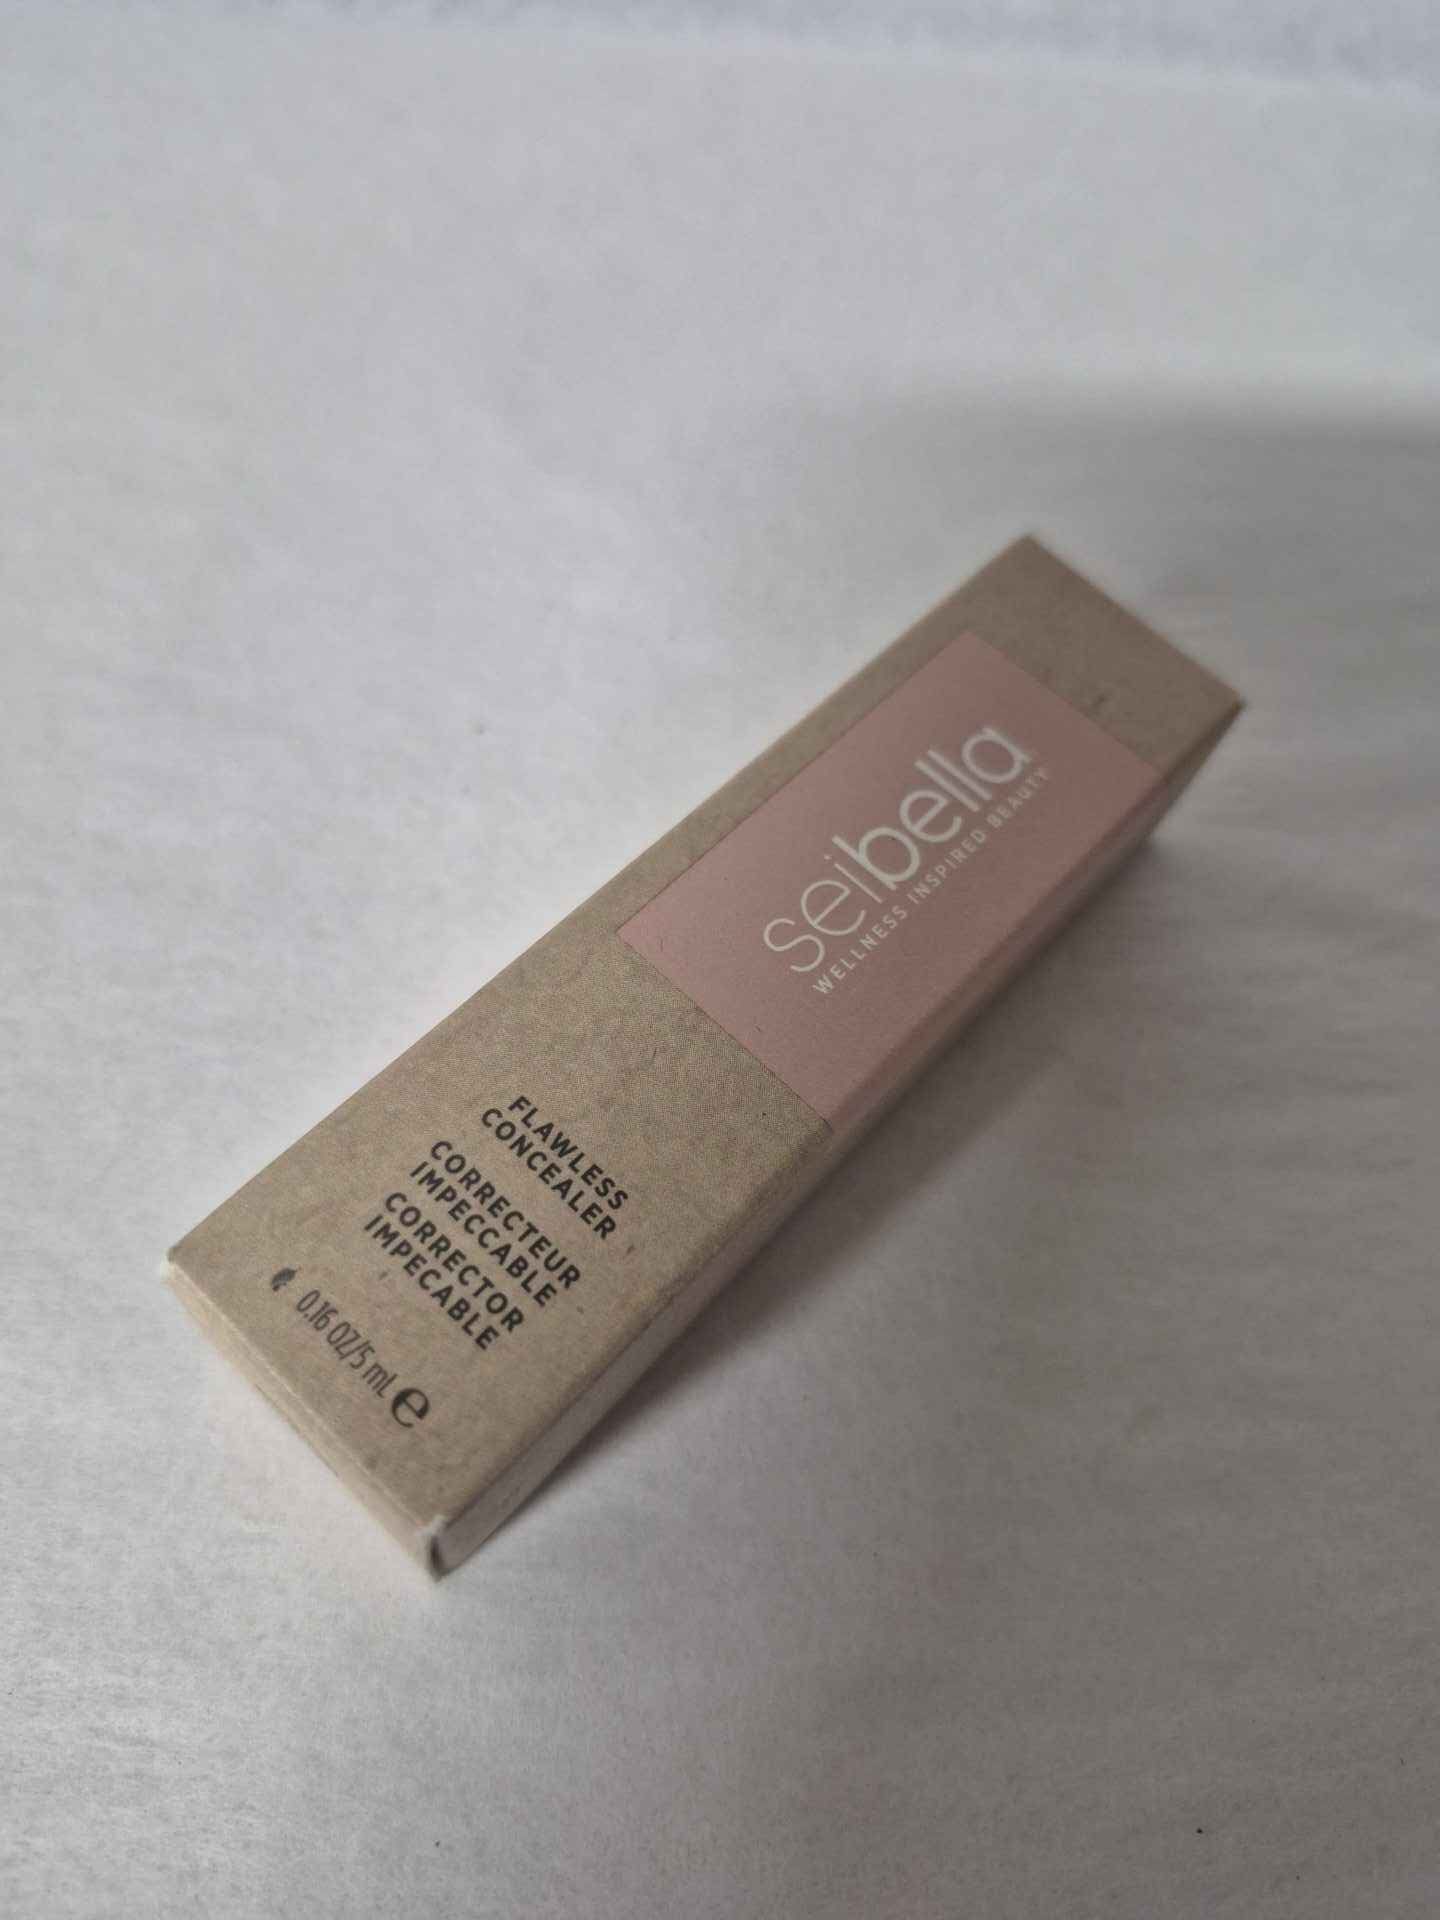 seibella
WELLNESS INSPIRED BEAUTY
FLAWLESS
CONCEALER
CORRECTEUR
IMPECCABLE
CORRECTOR
IMPECABLE
0.16 OZ/5 mL e